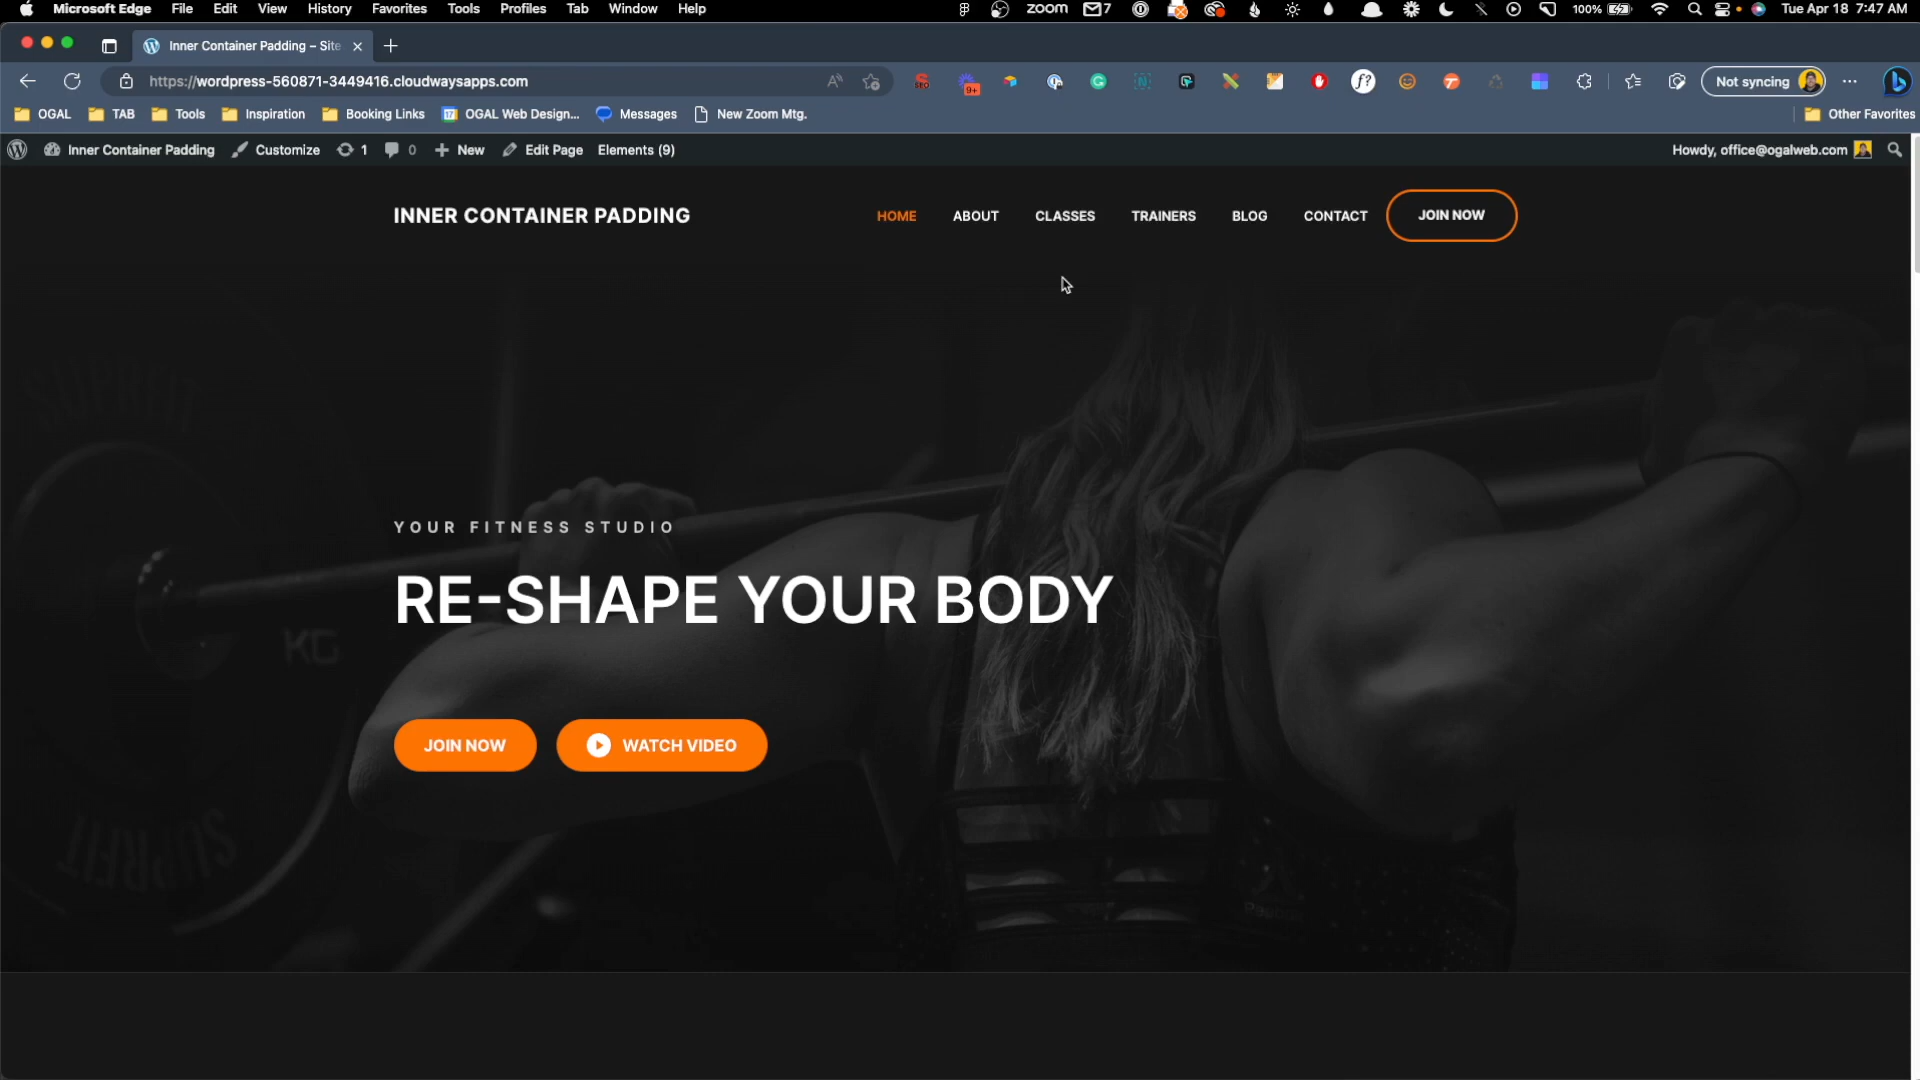 Microsoft Edge File Edit View History Favorites Tools Profiles Tab Window Help zoom 7 100% Tue Apr 18 7:47 AM
Inner Container Padding – Site
https://wordpress-560871-3449416.cloudwaysapps.com 9+ Not syncing
OGAL TAB Tools Inspiration Booking Links OGAL Web Design... Messages New Zoom Mtg. Other Favorites
Inner Container Padding Customize 1 0 New Edit Page Elements (9) Howdy, office@ogalweb.com
INNER CONTAINER PADDING HOME ABOUT CLASSES TRAINERS BLOG CONTACT JOIN NOW
YOUR FITNESS STUDIO
RE-SHAPE YOUR BODY
KG
JOIN NOW WATCH VIDEO